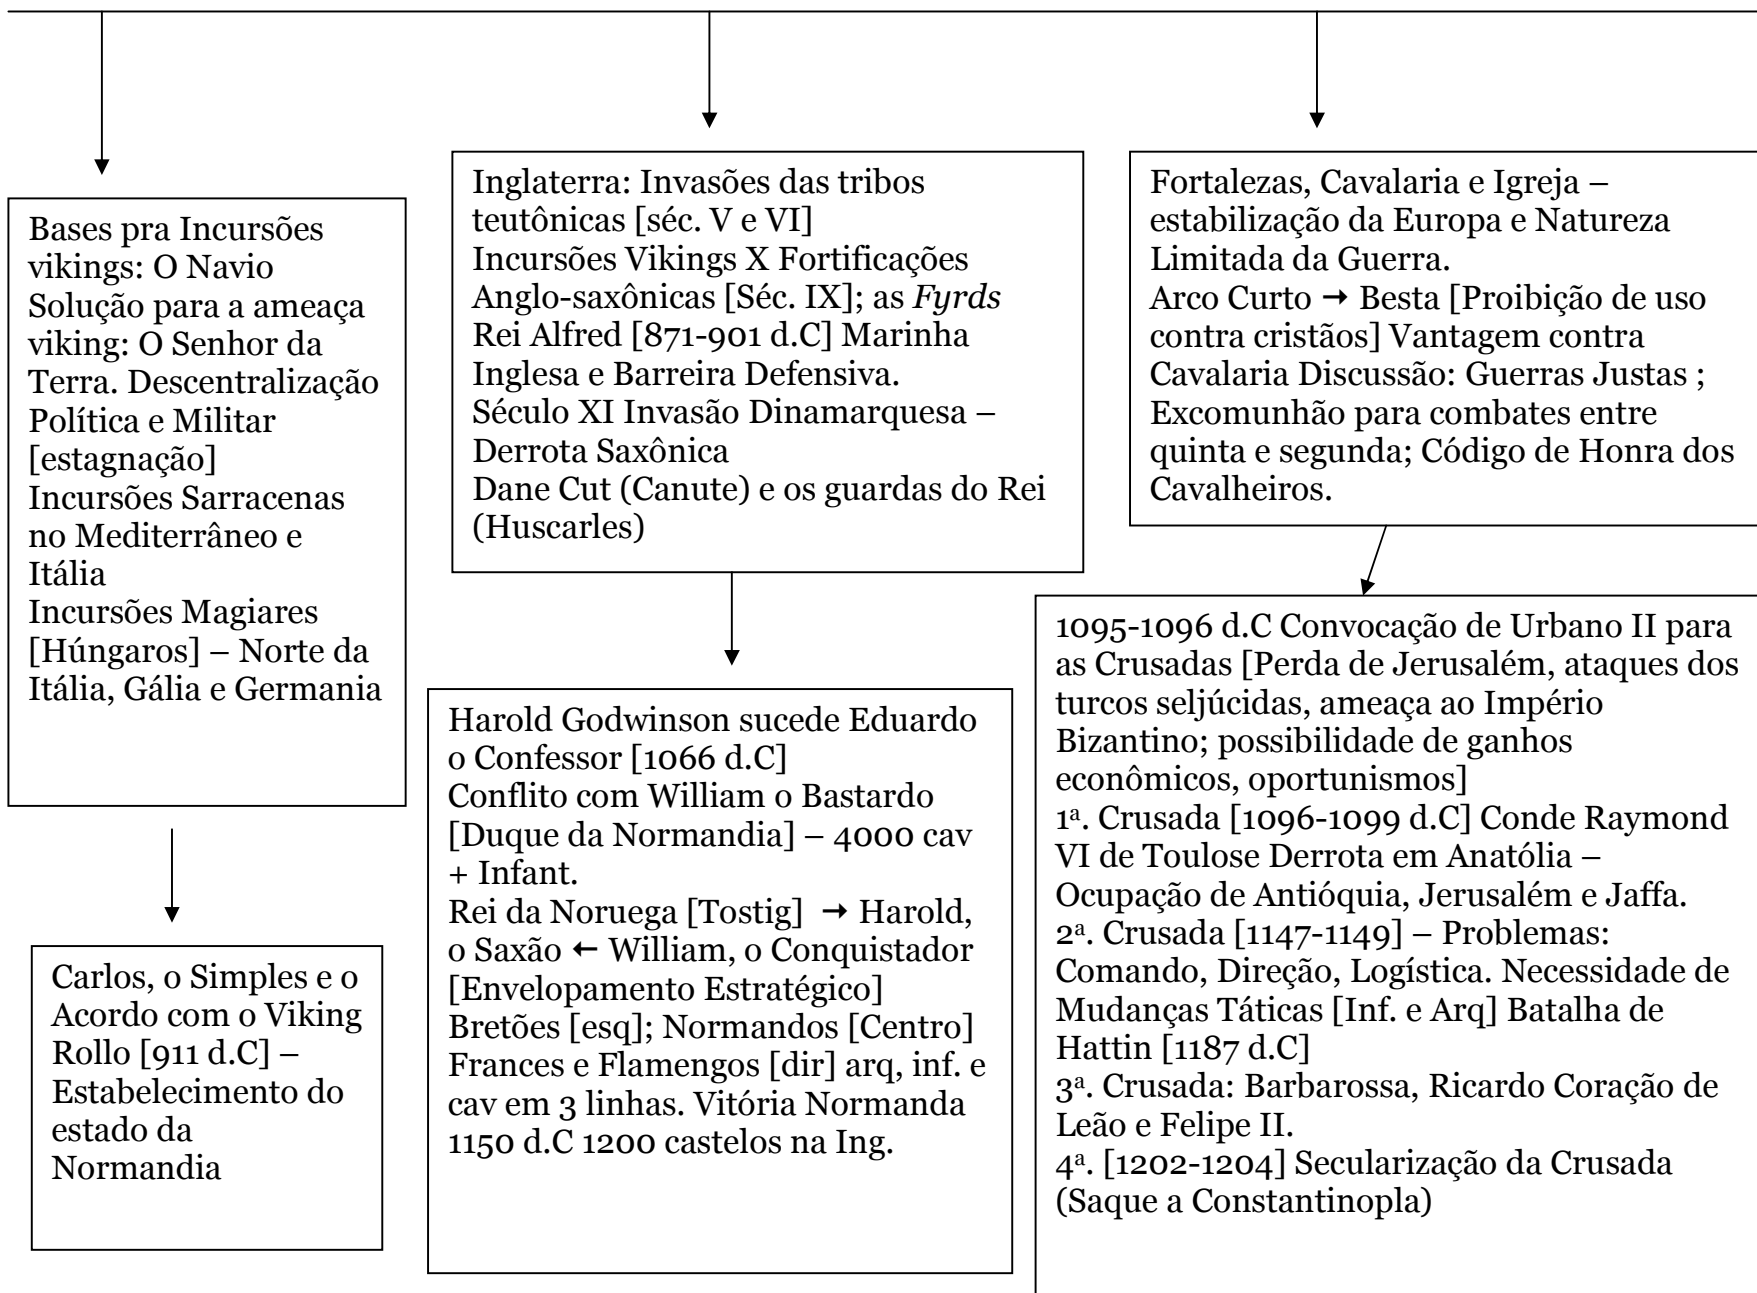 Bases pra Incursões
vikings: O Navio
Solução para a ameaça
viking: O Senhor da
Terra. Descentralização
Política e Militar
[estagnação]
Incursões Sarracenas
no Mediterrâneo e
Itália
Incursões Magiares
[Húngaros] – Norte da
Itália, Gália e Germania
Carlos, o Simples e o
Acordo com o Viking
Rollo [911 d.C] –
Estabelecimento do
estado da
Normandia
Inglaterra: Invasões das tribos
teutônicas [séc. V e VI]
Incursões Vikings X Fortificações
Anglo-saxônicas [Séc. IX]; as Fyrds
Rei Alfred [871-901 d.C] Marinha
Inglesa e Barreira Defensiva.
Século XI Invasão Dinamarquesa –
Derrota Saxônica
Dane Cut (Canute) e os guardas do Rei
(Huscarles)
Harold Godwinson sucede Eduardo
o Confessor [1066 d.C]
Conflito com William o Bastardo
[Duque da Normandia] – 4000 cav
+ Infant.
Rei da Noruega [Tostig] → Harold,
o Saxão ← William, o Conquistador
[Envelopamento Estratégico]
Bretões [esq]; Normandos [Centro]
Frances e Flamengos [dir] arq, inf. e
cav em 3 linhas. Vitória Normanda
1150 d.C 1200 castelos na Ing.
Fortalezas, Cavalaria e Igreja –
estabilização da Europa e Natureza
Limitada da Guerra.
Arco Curto → Besta [Proibição de uso
contra cristãos] Vantagem contra
Cavalaria Discussão: Guerras Justas ;
Excomunhão para combates entre
quinta e segunda; Código de Honra dos
Cavalheiros.
1095-1096 d.C Convocação de Urbano II para
as Crusadas [Perda de Jerusalém, ataques dos
turcos seljúcidas, ameaça ao Império
Bizantino; possibilidade de ganhos
econômicos, oportunismos]
1ª. Crusada [1096-1099 d.C] Conde Raymond
VI de Toulose Derrota em Anatólia –
Ocupação de Antióquia, Jerusalém e Jaffa.
2ª. Crusada [1147-1149] – Problemas:
Comando, Direção, Logística. Necessidade de
Mudanças Táticas [Inf. e Arq] Batalha de
Hattin [1187 d.C]
3ª. Crusada: Barbarossa, Ricardo Coração de
Leão e Felipe II.
4ª. [1202-1204] Secularização da Crusada
(Saque a Constantinopla)